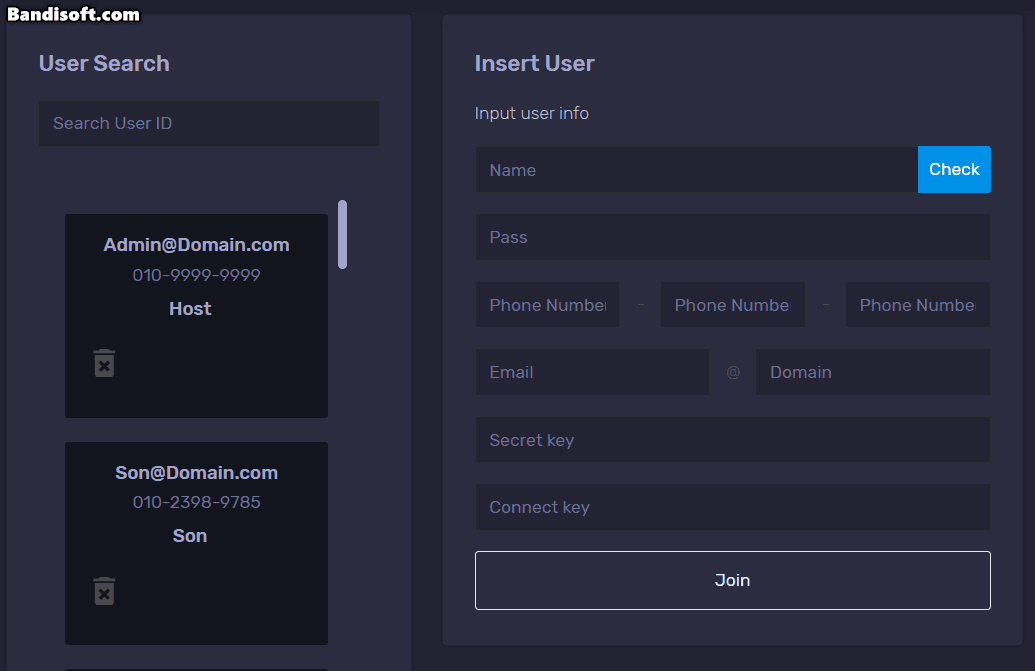 Bandisoft.com
User Search
Search User ID
Admin@Domain.com
010-9999-9999
Host
Son@Domain.com
010-2398-9785
Son
Insert User
Input user info
Name
Check
Pass
Phone Number - Phone Numbe - Phone Numbe
Email @ Domain
Secret key
Connect key
Join